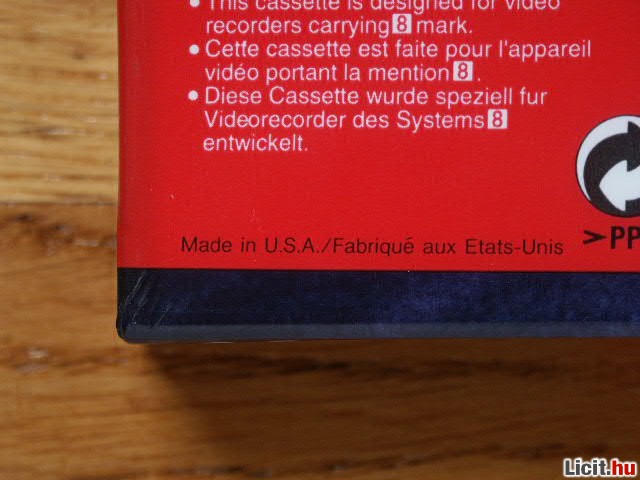 • This cassette is designed for video
recorders carrying 8 mark.
• Cette cassette est faite pour l'appareil
vidéo portant la mention 8.
• Diese Cassette wurde speziell fur
Videorecorder des Systems 8
entwickelt.
Made in U.S.A./Fabriqué aux Etats-Unis >PP
Licit.hu